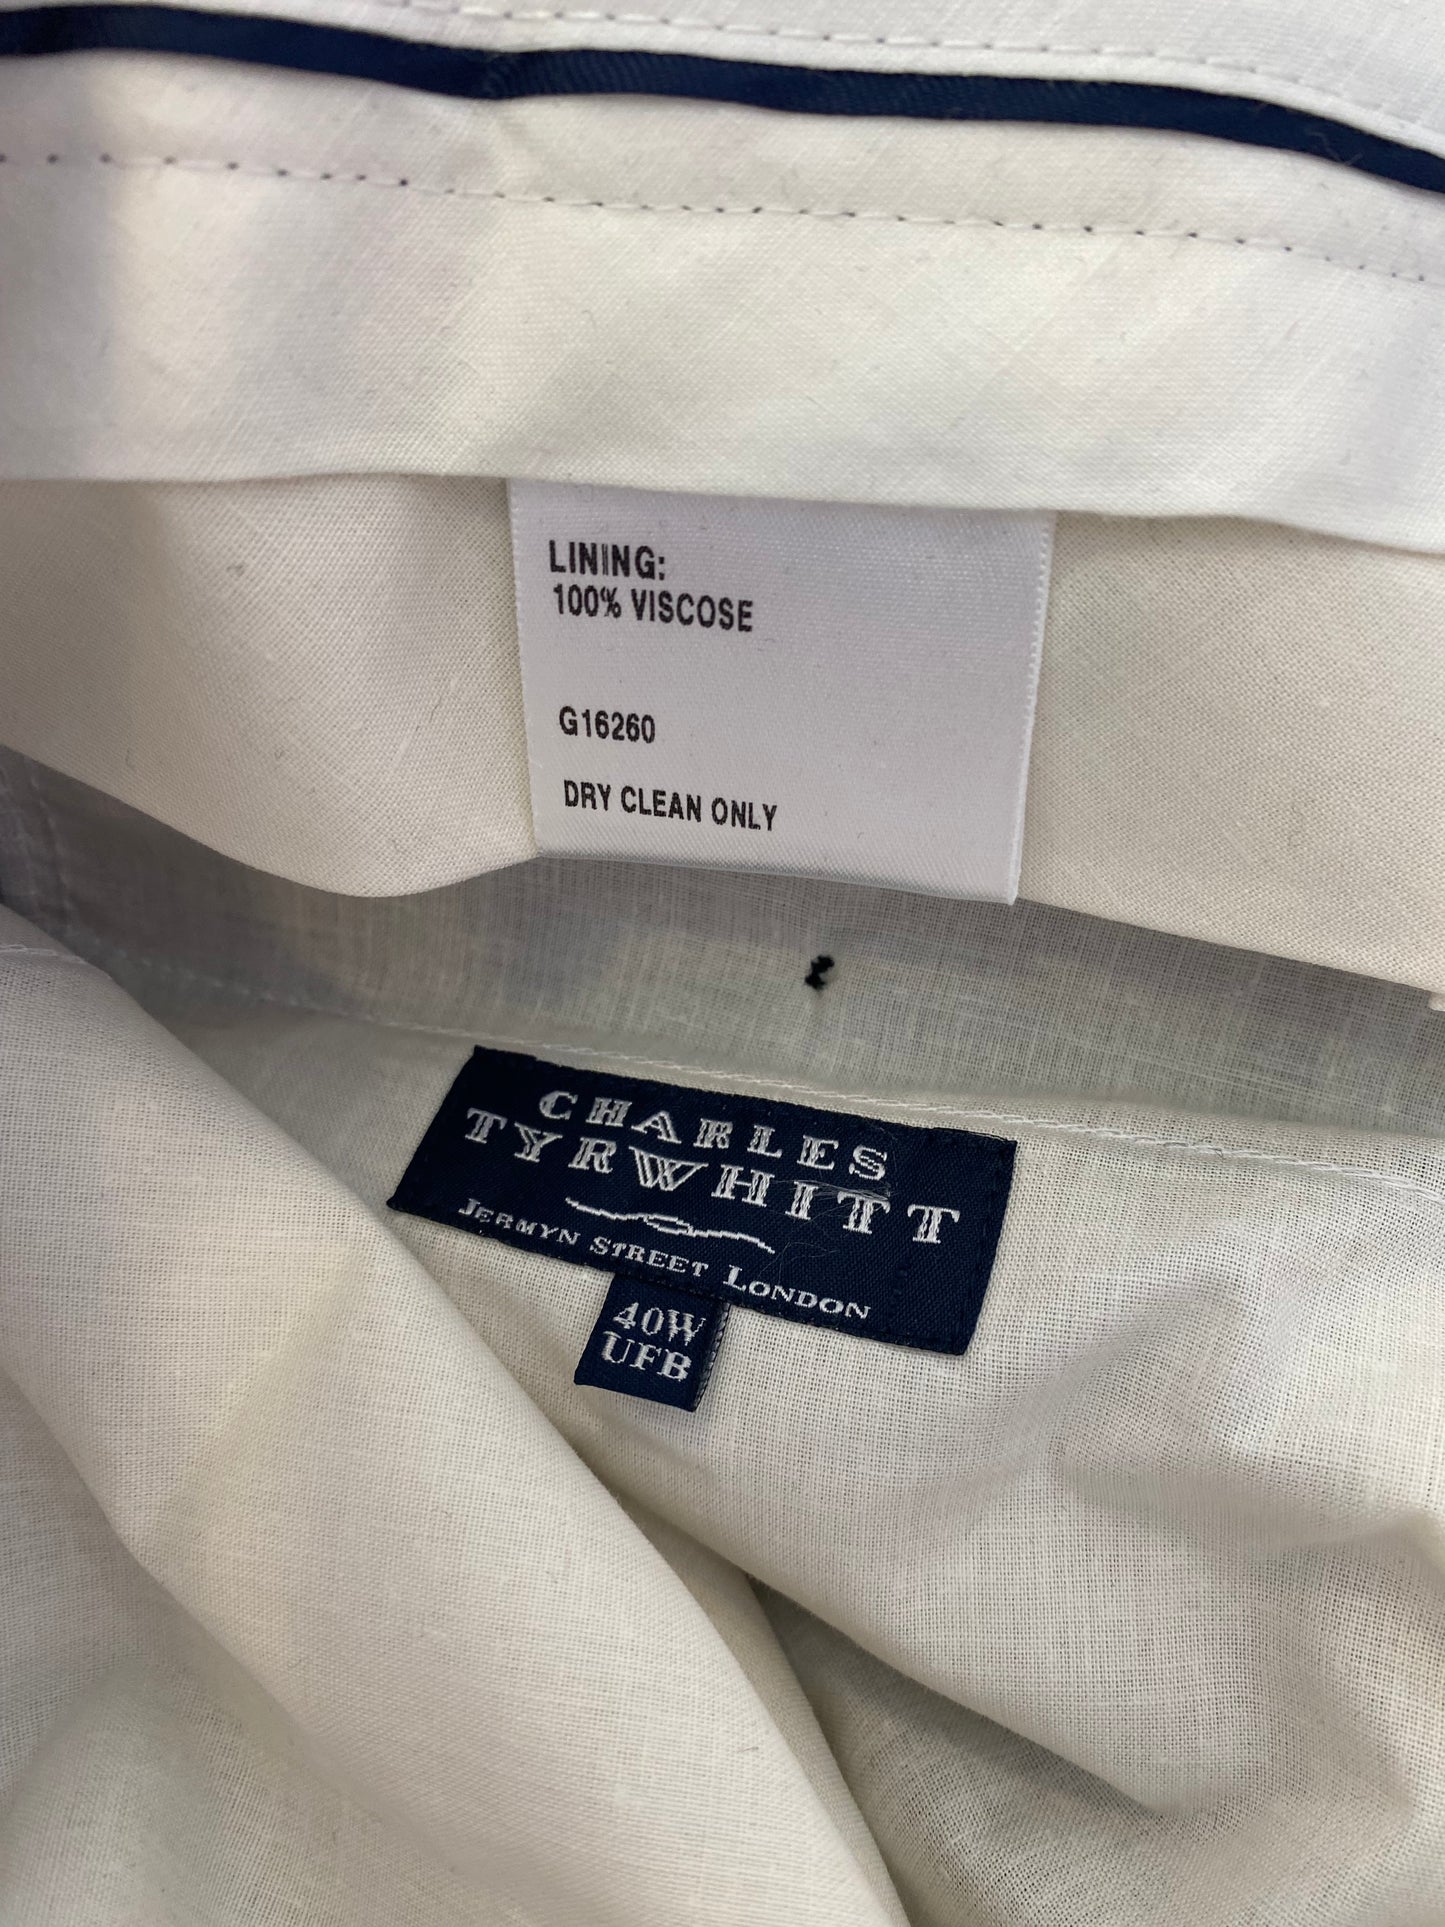 LINING:
100% VISCOSE
G16260
DRY CLEAN ONLY
CHARLES
TYRWHITT
JERMYN STREET LONDON
40W
UFB